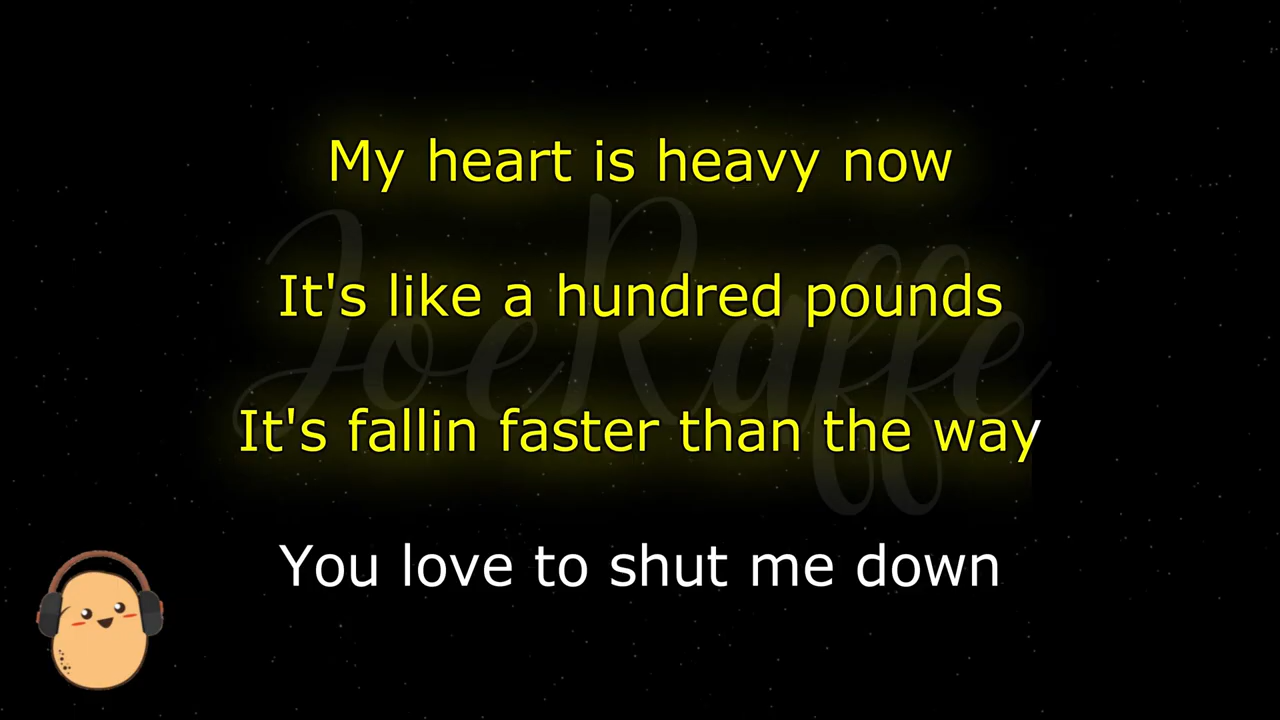 My heart is heavy now
It's like a hundred pounds
It's fallin faster than the way
You love to shut me down
JoeRaffe